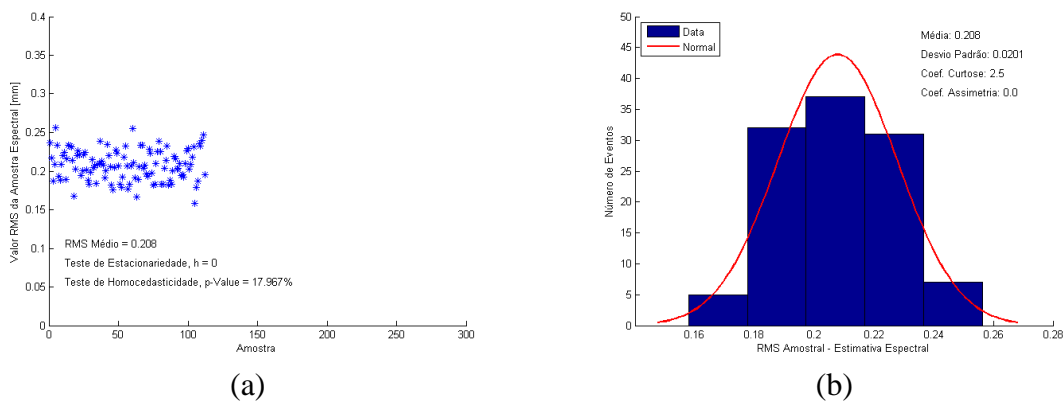 0.4
0.35
0.3
0.25
0.2
0.15
0.1
0.05
0
Valor RMS da Amostra Espectral [mm]
RMS Médio = 0.208
Teste de Estacionariedade, h = 0
Teste de Homocedasticidade, p-Value = 17.967%
0 50 100 150 200 250 300
Amostra
(a)
50
45
40
35
30
25
20
15
10
5
0
Número de Eventos
Data
Normal
Média: 0.208
Desvio Padrão: 0.0201
Coef. Curtose: 2.5
Coef. Assimetria: 0.0
0.16 0.18 0.2 0.22 0.24 0.26 0.28
RMS Amostral - Estimativa Espectral
(b)